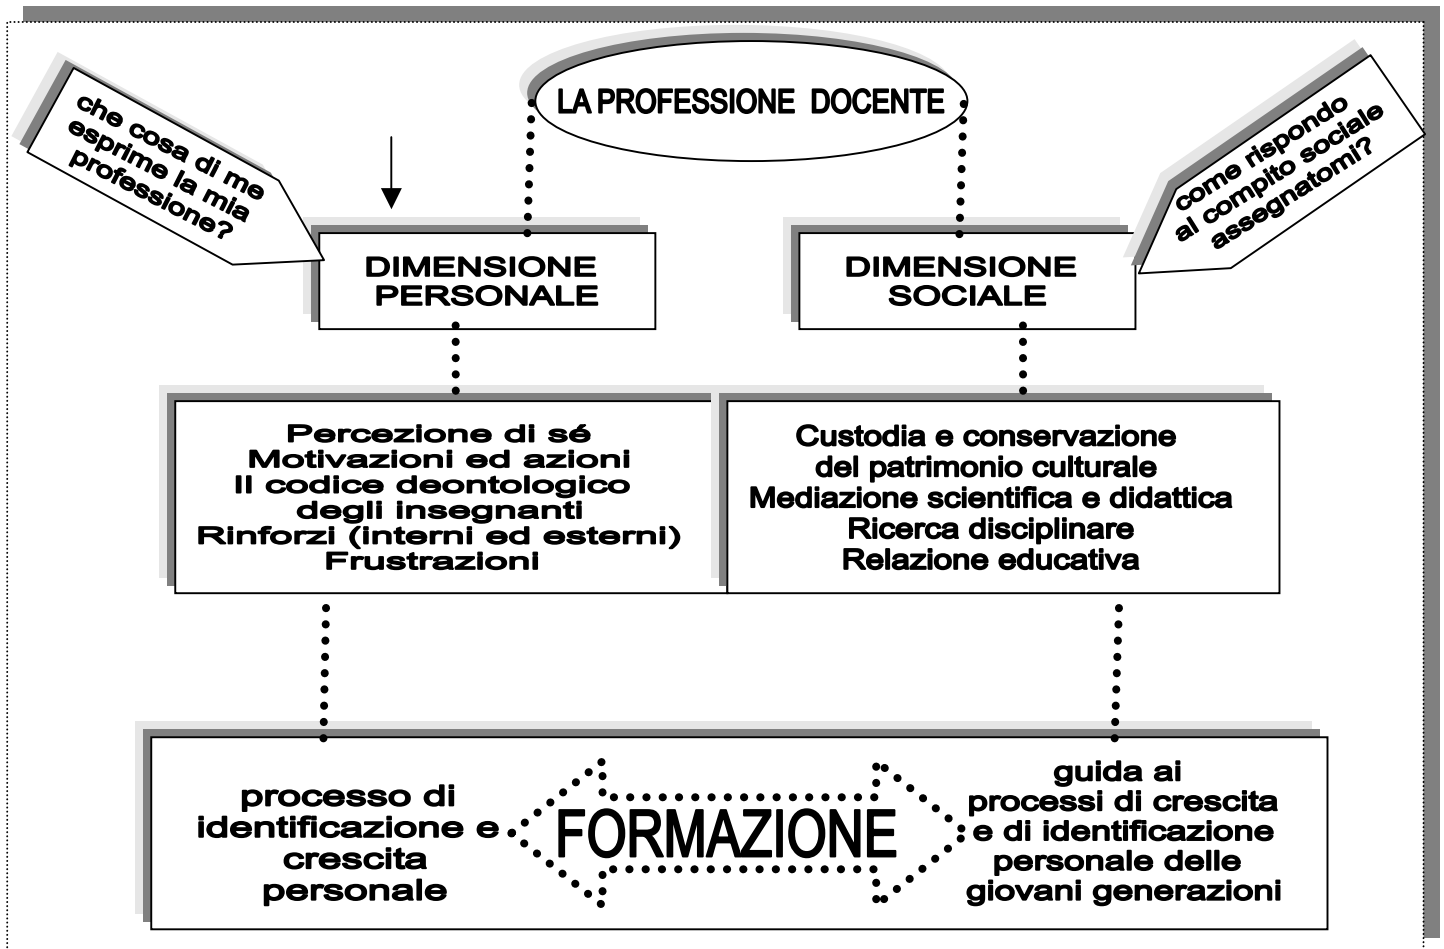 LA PROFESSIONE DOCENTE
che cosa di me
esprime la mia
professione?
come rispondo
al compito sociale
assegnatomi?
DIMENSIONE
PERSONALE
DIMENSIONE
SOCIALE
Percezione di sé
Motivazioni ed azioni
Il codice deontologico
degli insegnanti
Rinforzi (interni ed esterni)
Frustrazioni
Custodia e conservazione
del patrimonio culturale
Mediazione scientifica e didattica
Ricerca disciplinare
Relazione educativa
processo di
identificazione e
crescita
personale
FORMAZIONE
guida ai
processi di crescita
e di identificazione
personale delle
giovani generazioni